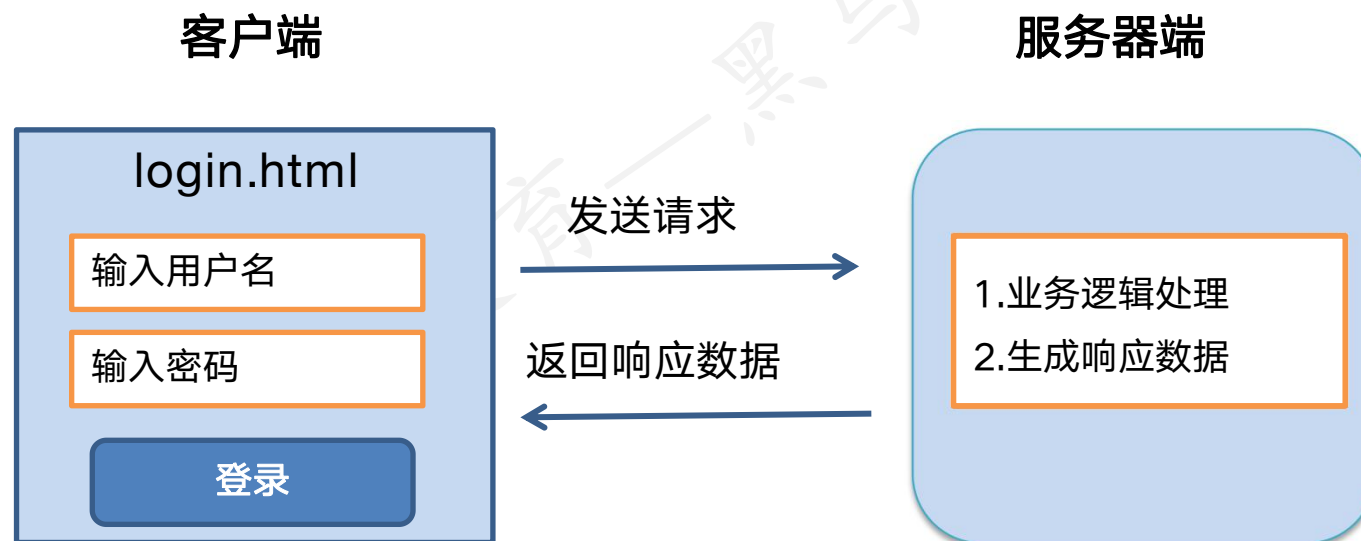 客户端
服务器端
login.html
输入用户名
输入密码
登录
发送请求
返回响应数据
1.业务逻辑处理
2.生成响应数据